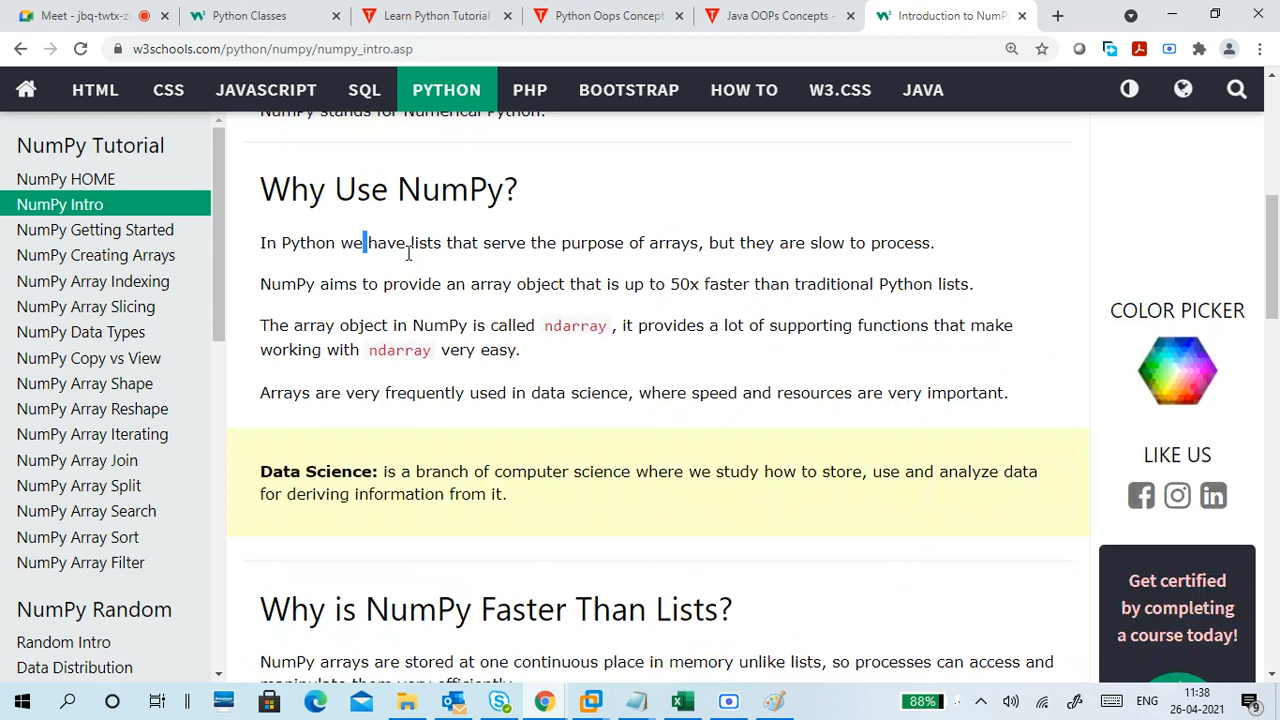 Meet - jbq-twtx-z
Python Classes
Learn Python Tutorial
Python Oops Concept
Java OOPs Concepts -
Introduction to NumP
w3schools.com/python/numpy/numpy_intro.asp
HTML CSS JAVASCRIPT SQL PYTHON PHP BOOTSTRAP HOW TO W3.CSS JAVA
NumPy Tutorial
NumPy HOME
NumPy Intro
NumPy Getting Started
NumPy Creating Arrays
NumPy Array Indexing
NumPy Array Slicing
NumPy Data Types
NumPy Copy vs View
NumPy Array Shape
NumPy Array Reshape
NumPy Array Iterating
NumPy Array Join
NumPy Array Split
NumPy Array Search
NumPy Array Sort
NumPy Array Filter
NumPy Random
Random Intro
Data Distribution
NumPy stands for Numerical Python.
Why Use NumPy?
In Python we have lists that serve the purpose of arrays, but they are slow to process.
NumPy aims to provide an array object that is up to 50x faster than traditional Python lists.
The array object in NumPy is called ndarray, it provides a lot of supporting functions that make
working with ndarray very easy.
Arrays are very frequently used in data science, where speed and resources are very important.
Data Science: is a branch of computer science where we study how to store, use and analyze data
for deriving information from it.
Why is NumPy Faster Than Lists?
NumPy arrays are stored at one continuous place in memory unlike lists, so processes can access and
manipulate them very efficiently.
COLOR PICKER
LIKE US
Get certified
by completing
a course today!
88%
ENG
11:38
26-04-2021
9